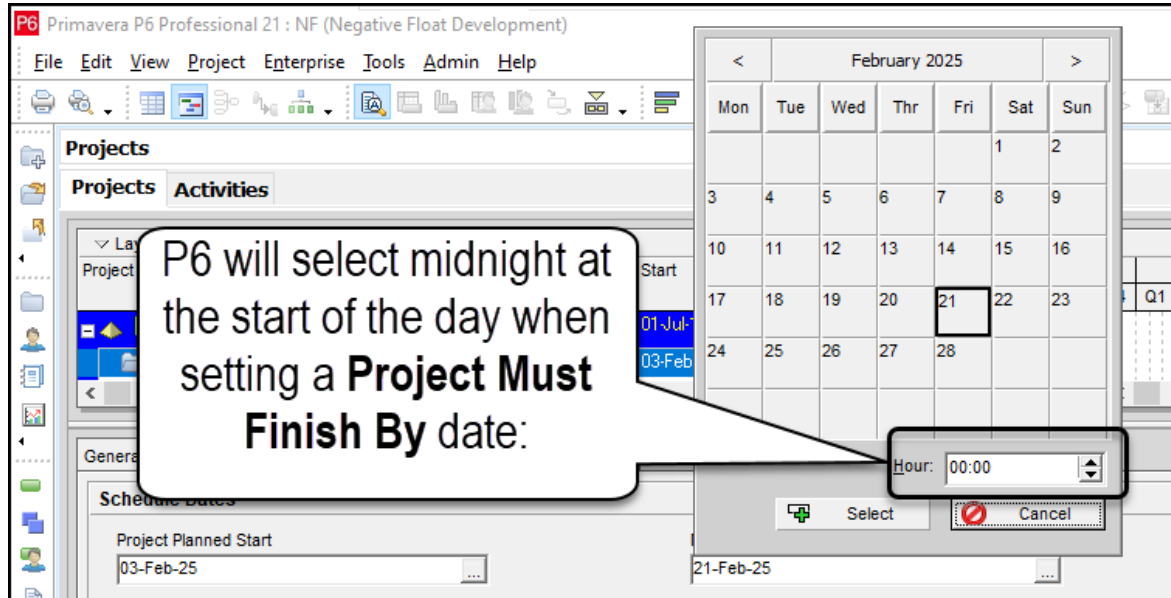 P6 Primavera P6 Professional 21 : NF (Negative Float Development)
File Edit View Project Enterprise Tools Admin Help
Projects
Projects Activities
Lay
Project
Start
Q1
01-Jul-1
03-Feb
P6 will select midnight at
the start of the day when
setting a Project Must
Finish By date:
< February 2025 >
Mon Tue Wed Thr Fri Sat Sun
1 2
3 4 5 6 7 8 9
10 11 12 13 14 15 16
17 18 19 20 21 22 23
24 25 26 27 28
Hour: 00:00
Select Cancel
Genera
Schedule Dates
Project Planned Start
03-Feb-25 ... 21-Feb-25 ...